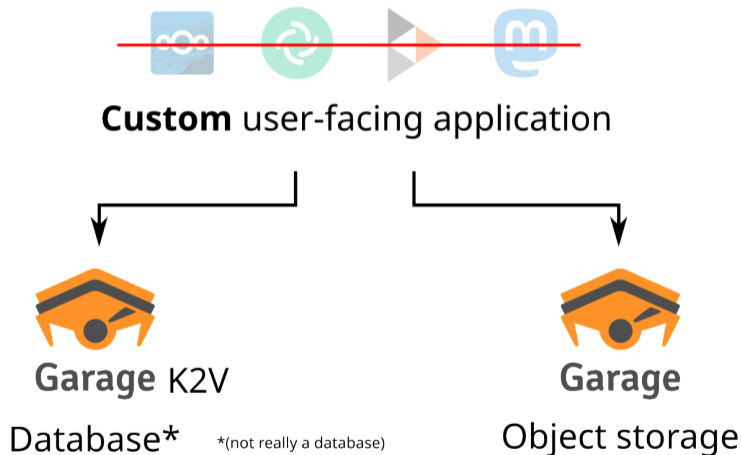 Custom user-facing application
Garage K2V
Garage
Database* *(not really a database)
Object storage